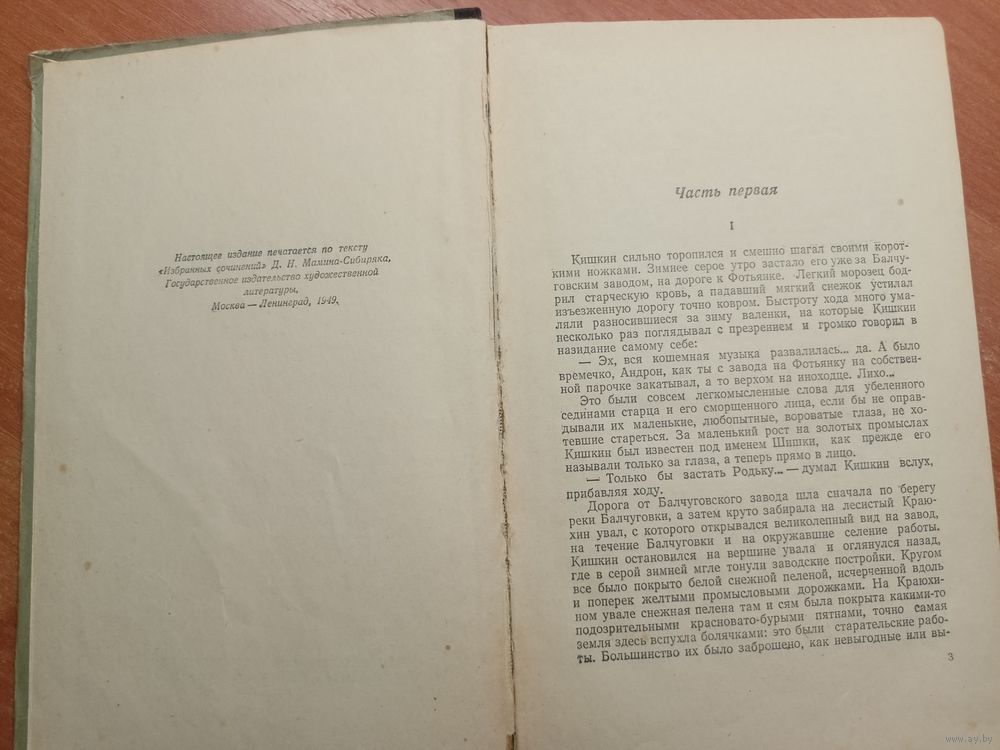 Настоящее издание печатается по тексту
«Избранных сочинений» Д. Н. Мамина-Сибиряка,
Государственное издательство художественной
литературы,
Москва — Ленинград, 1949.
Часть первая
I
Кишкин сильно торопился и смешно шагал своими корот-
кими ножками. Зимнее серое утро застало его уже за Балчу-
говским заводом, на дороге к Фотьянке. Легкий морозец бод-
рил старческую кровь, а падавший мягкий снежок устилал
изъезженную дорогу точно ковром. Быстроту хода много ума-
ляли разносившиеся за зиму валенки, на которые Кишкин
несколько раз поглядывал с презрением и громко говорил в
назидание самому себе:
— Эх, вся кошемная музыка развалилась... да. А было
времечко, Андрон, как ты с завода на Фотьянку на собствен-
ной парочке закатывал, а то верхом на иноходце. Лихо...
Это были совсем легкомысленные слова для убеленного
сединами старца и его сморщенного лица, если бы не оправ-
дывали их маленькие, любопытные, вороватые глаза, не хо-
тевшие стареться. За маленький рост на золотых промыслах
Кишкин был известен под именем Шишки, как прежде его
называли только за глаза, а теперь прямо в лицо.
— Только бы застать Родьку... — думал Кишкин вслух,
прибавляя ходу.
Дорога от Балчуговского завода шла сначала по берегу
реки Балчуговки, а затем круто забирала на лесистый Краю-
хин увал, с которого открывался великолепный вид на завод,
на течение Балчуговки и на окружавшие селение работы.
Кишкин остановился на вершине увала и оглянулся назад,
где в серой зимней мгле тонули заводские постройки. Кругом
все было покрыто белой снежной пеленой, исчерченной вдоль
и поперек желтыми промысловыми дорожками. На Краюхи-
ном увале снежная пелена там и сям была покрыта какими-то
подозрительными красновато-бурыми пятнами, точно самая
земля здесь вспухла болячками: это были старательские рабо-
ты. Большинство их было заброшено, как невыгодные или вы-
3
www.ay.by